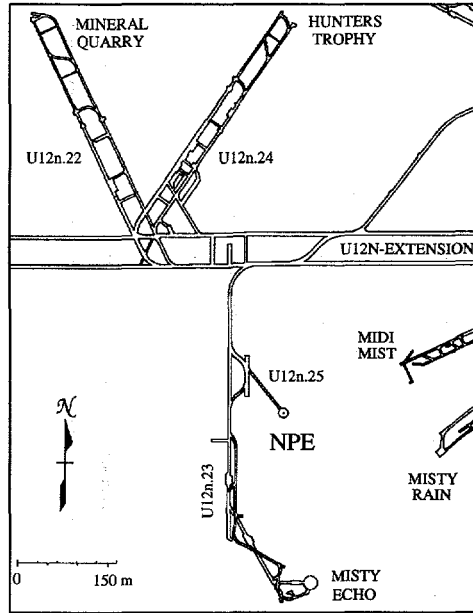 MINERAL
QUARRY
HUNTERS
TROPHY
U12n.22
U12n.24
U12N-EXTENSION
MIDI
MIST
U12n.25
N
NPE
U12n.23
MISTY
RAIN
0 150 m
MISTY
ECHO